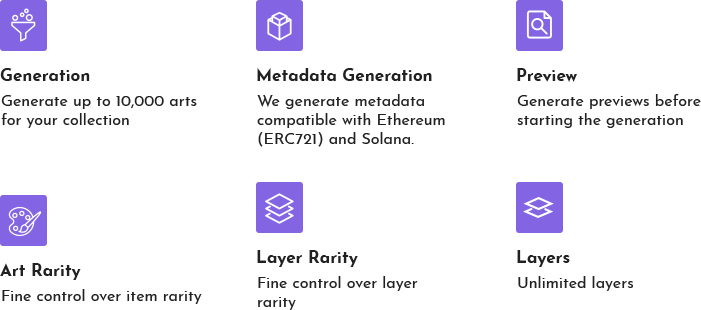 Generation
Generate up to 10,000 arts
for your collection
Metadata Generation
We generate metadata
compatible with Ethereum
(ERC721) and Solana.
Preview
Generate previews before
starting the generation
Art Rarity
Fine control over item rarity
Layer Rarity
Fine control over layer
rarity
Layers
Unlimited layers